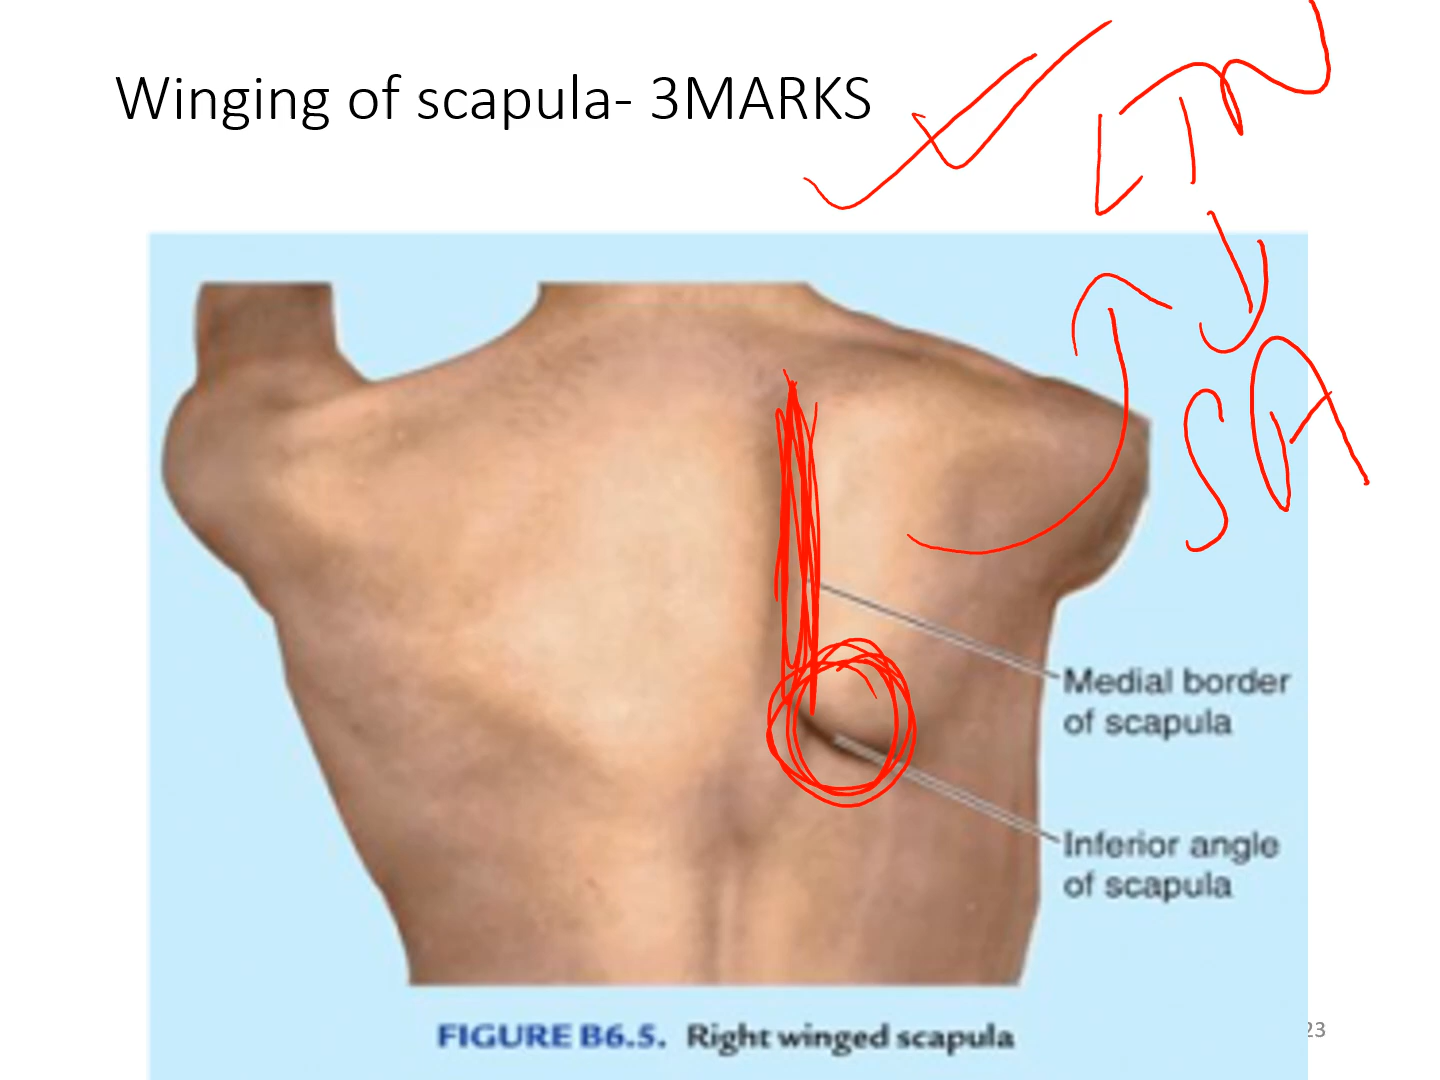 Winging of scapula- 3MARKS
LTN
SA
Medial border
of scapula
Inferior angle
of scapula
FIGURE B6.5. Right winged scapula
23